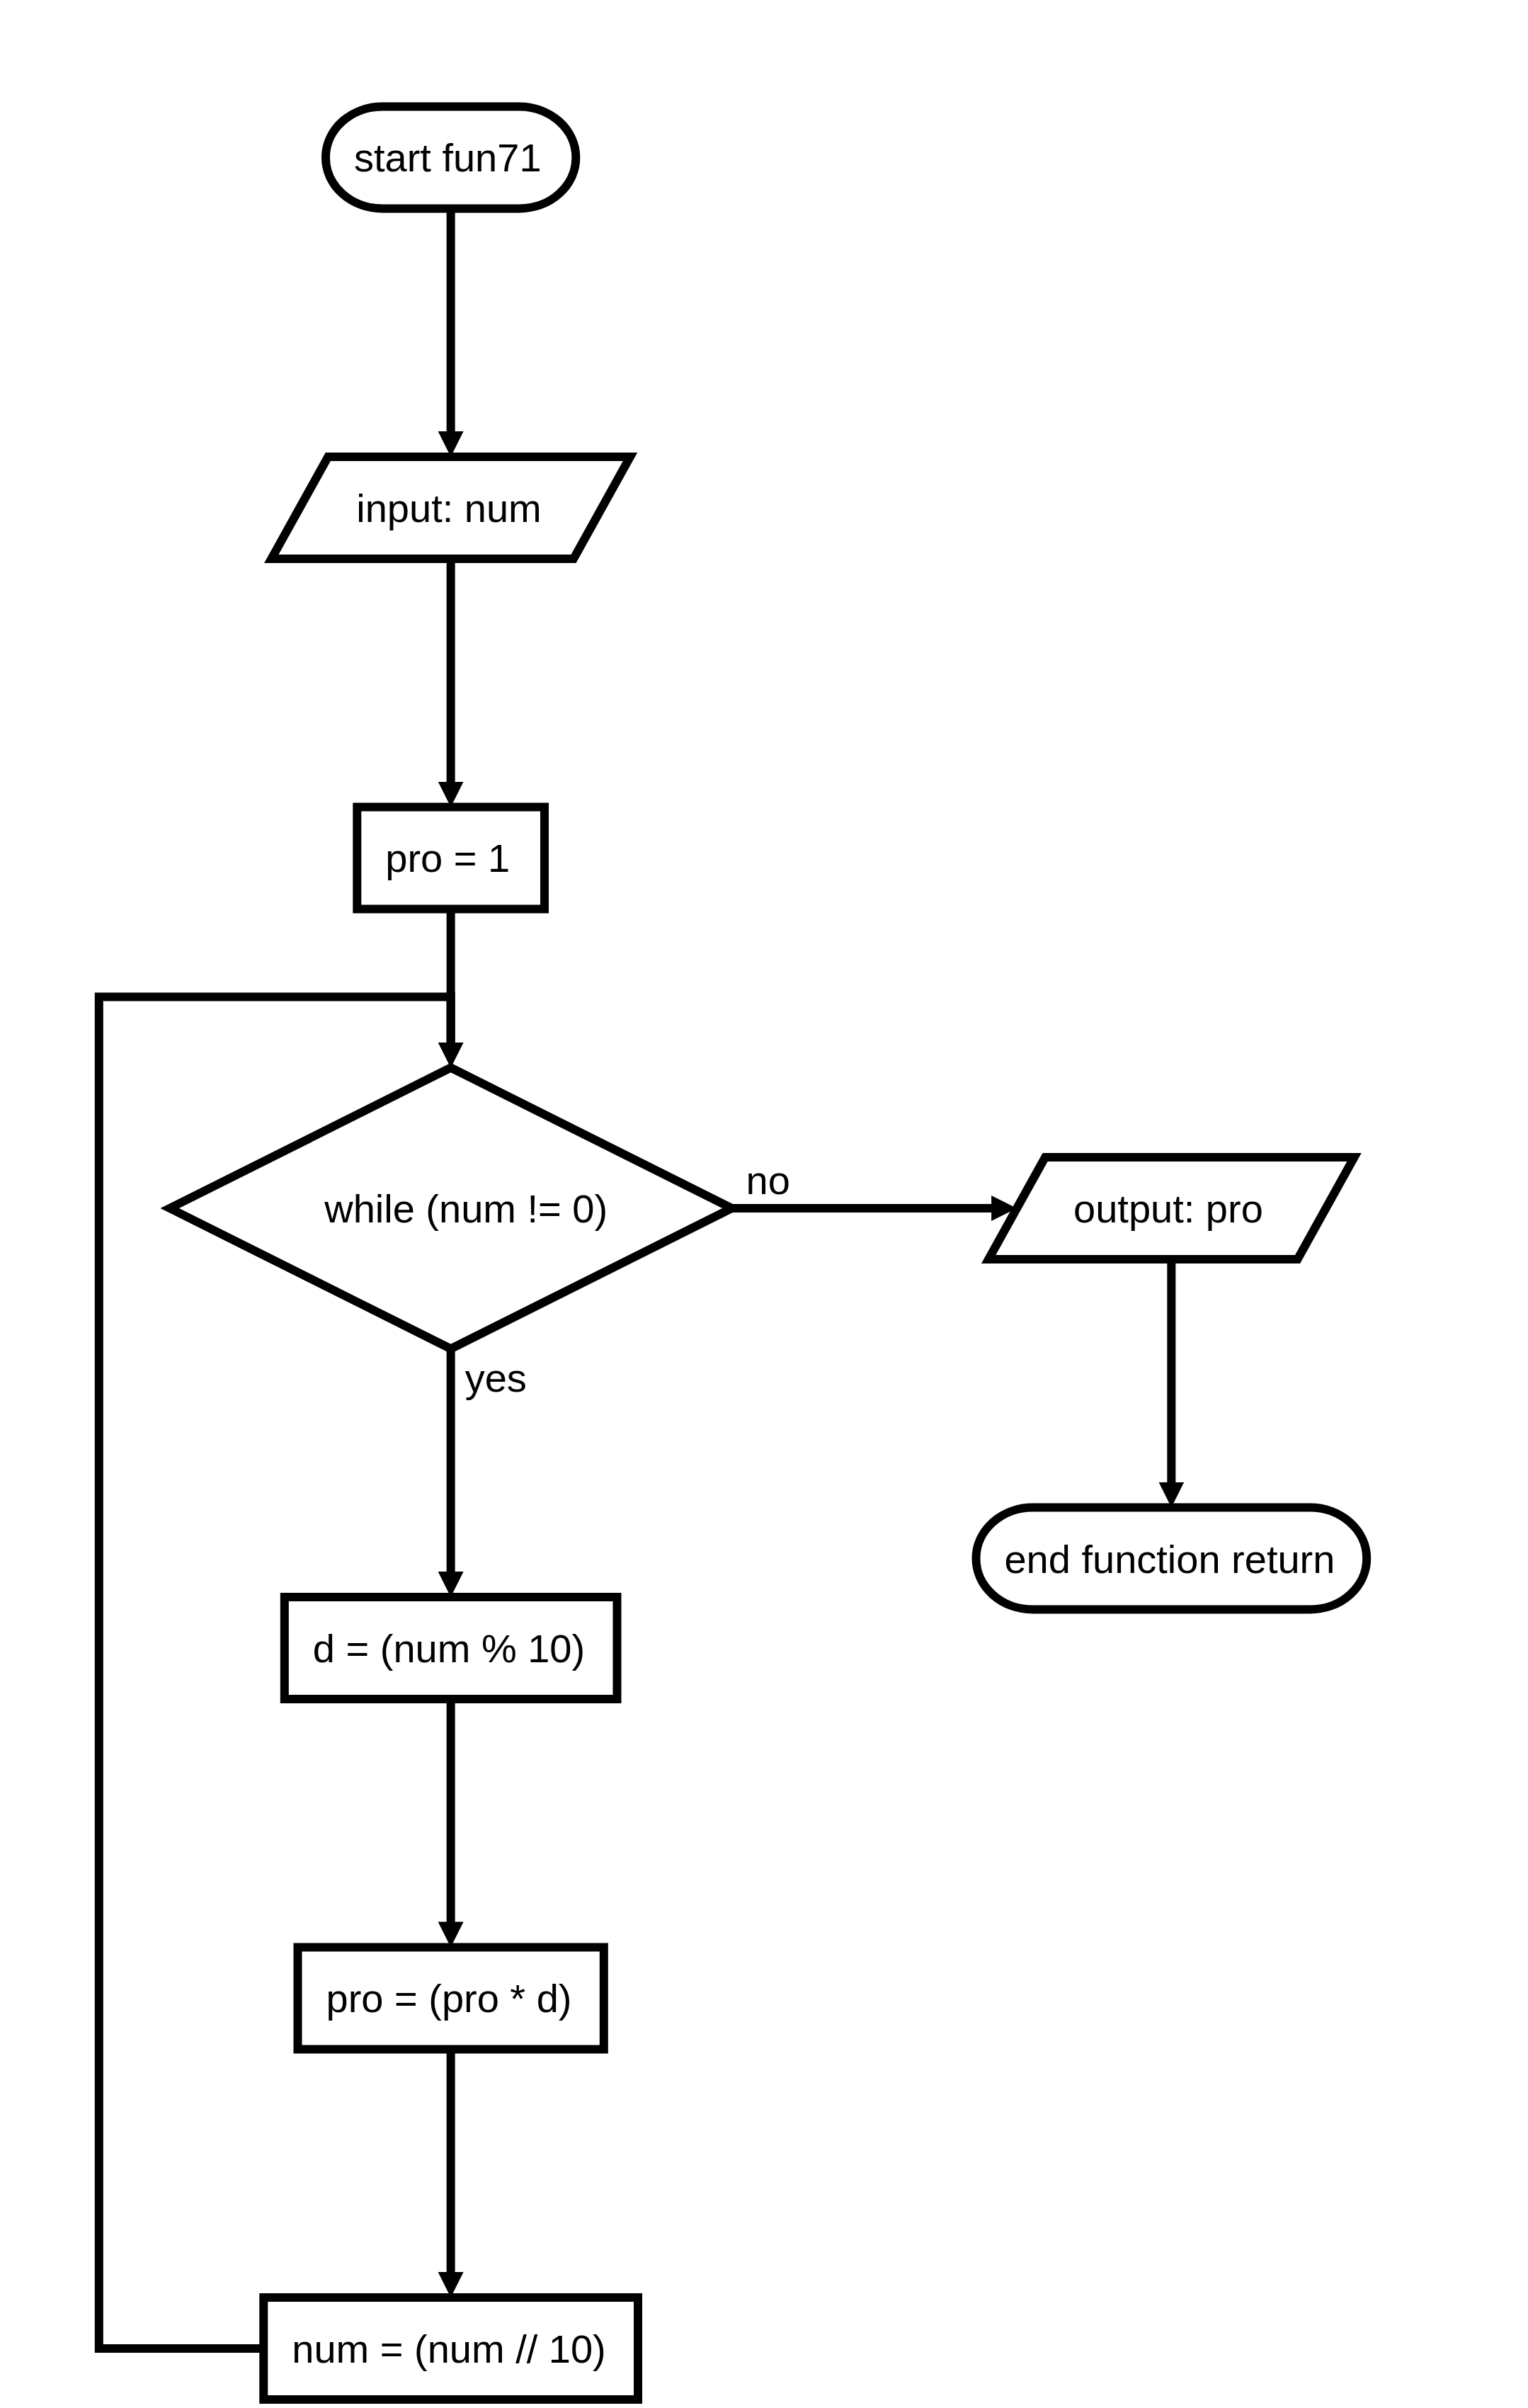 start fun71
input: num
pro = 1
while (num != 0)
no
output: pro
yes
end function return
d = (num % 10)
pro = (pro * d)
num = (num // 10)